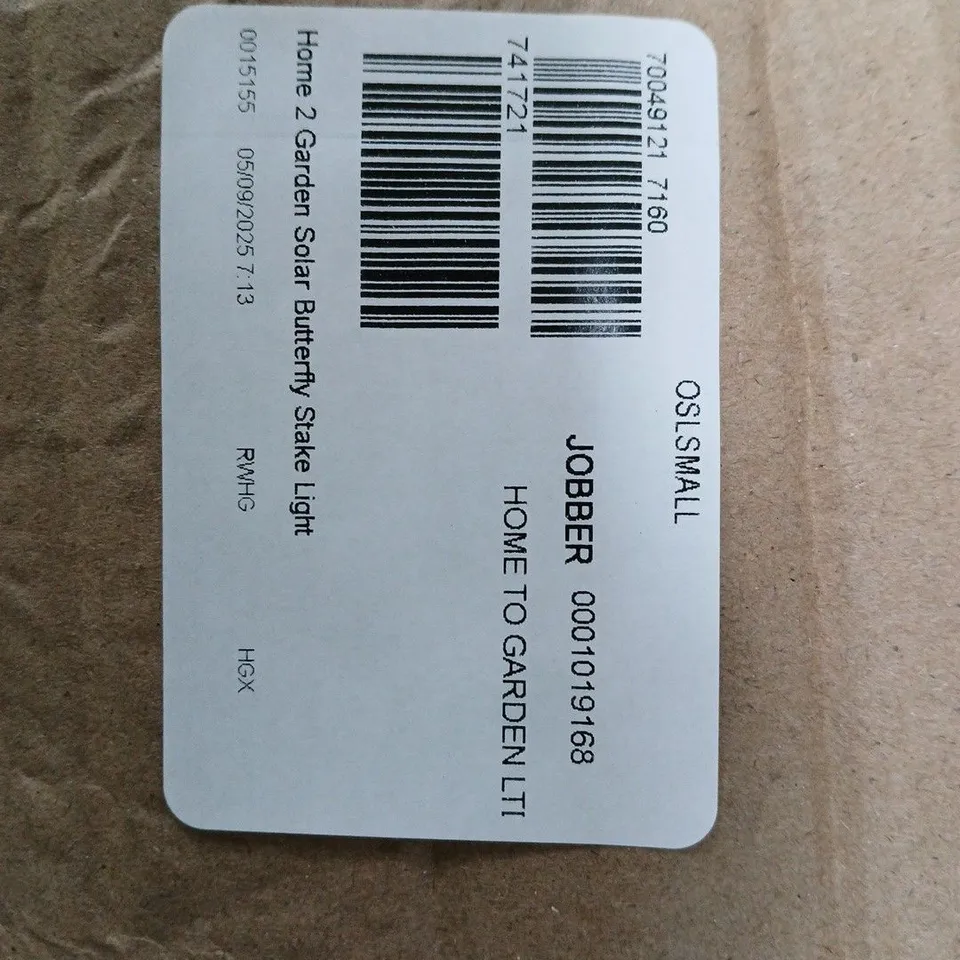 70049121 7160
OSLSMALL
JOBBER 0001019168
741721
HOME TO GARDEN LTI
Home 2 Garden Solar Butterfly Stake Light
0015155 05/09/2025 7:13 RWHG HGX